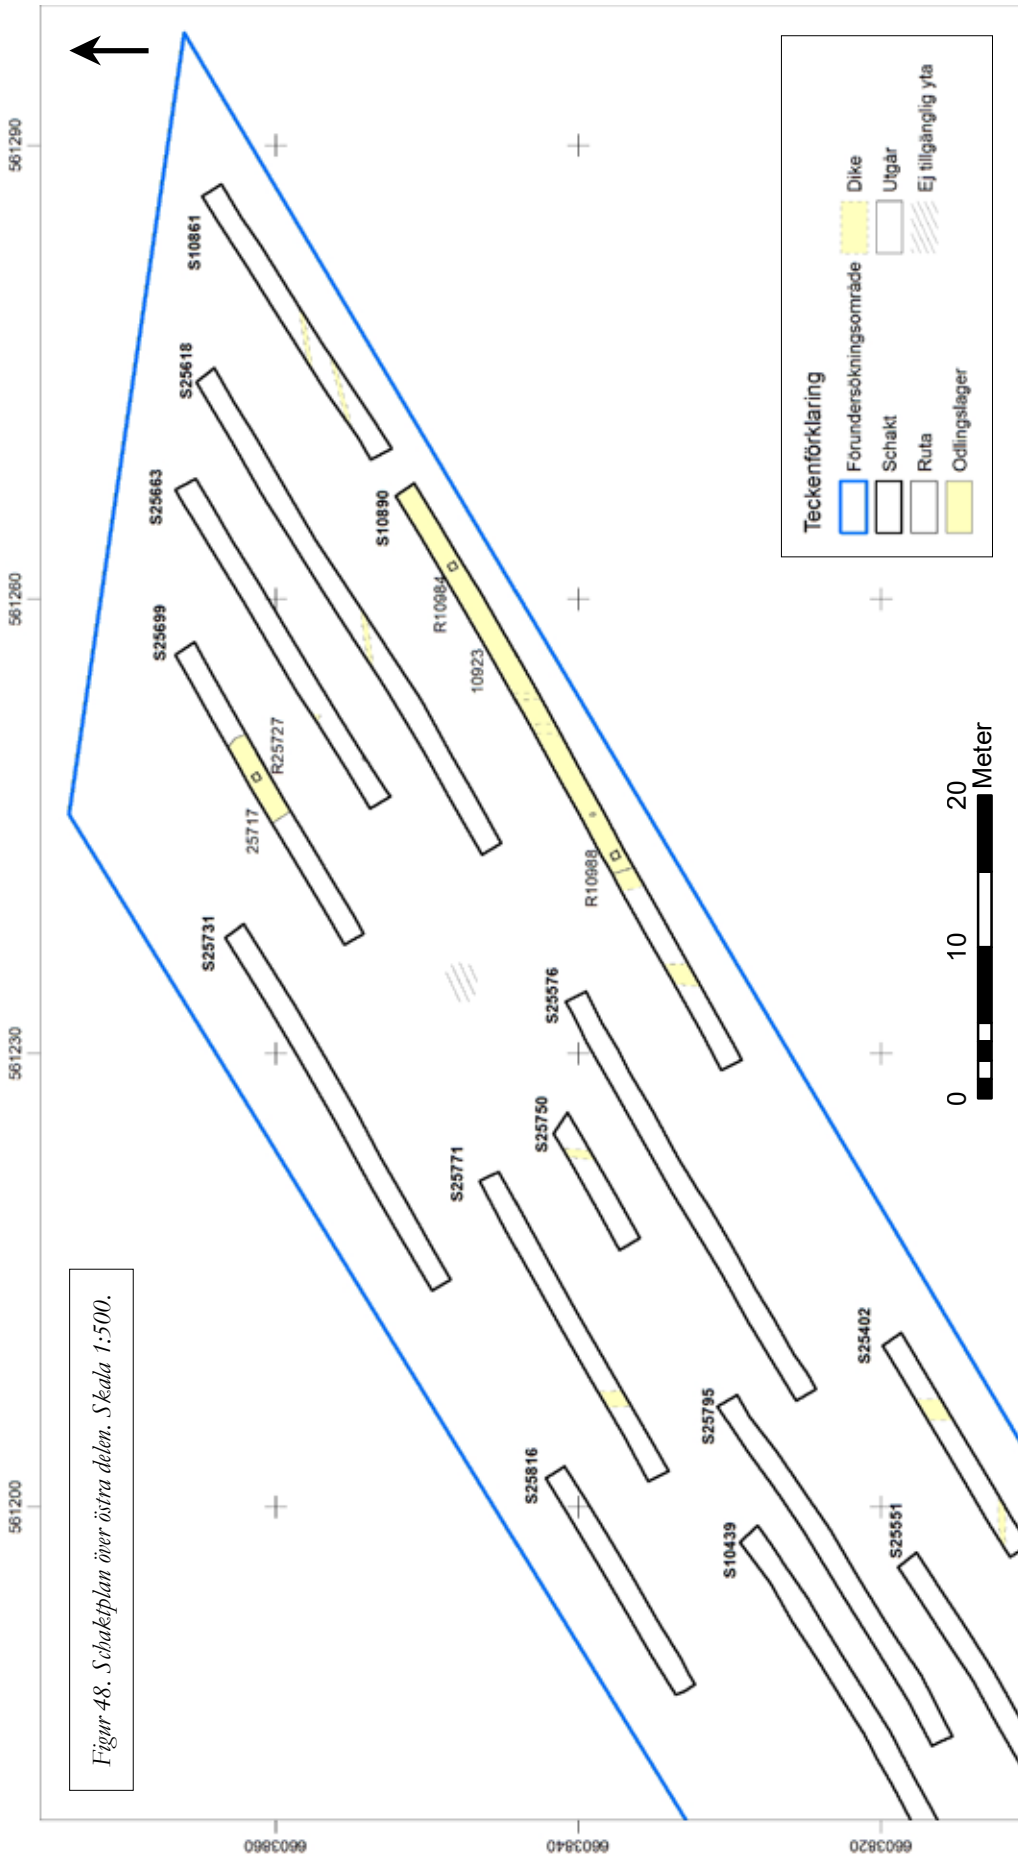 Figur 48. Schaktplan över östra delen. Skala 1:500.
561200
561230
561260
561290
6603860
6603840
6603820
S10861
S25618
S25663
S25699
S10890
R10984
10923
R25727
25717
R10988
S25731
S25576
S25750
S25771
S25816
S25795
S10439
S25402
S25551
Teckenförklaring
Förundersökningsområde
Schakt
Ruta
Odlingslager
Dike
Utgår
Ej tillgänglig yta
0 10 20
Meter